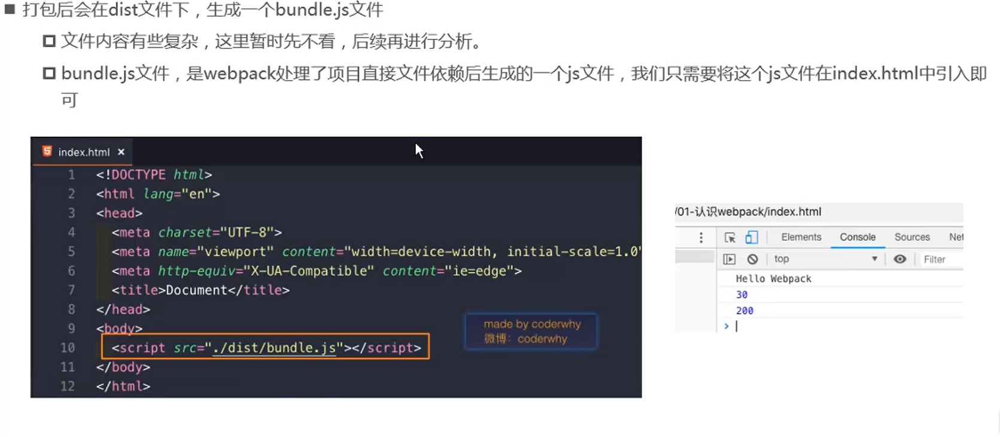 打包后会在dist文件下，生成一个bundle.js文件
文件内容有些复杂，这里暂时先不看，后续再进行分析。
bundle.js文件，是webpack处理了项目直接文件依赖后生成的一个js文件，我们只需要将这个js文件在index.html中引入即
可
index.html ×
1 <!DOCTYPE html>
2 <html lang="en">
3 <head>
4 <meta charset="UTF-8">
5 <meta name="viewport" content="width=device-width, initial-scale=1.0"
6 <meta http-equiv="X-UA-Compatible" content="ie=edge">
7 <title>Document</title>
8 </head>
9 <body>
10 <script src="./dist/bundle.js"></script>
11 </body>
12 </html>
made by coderwhy
微博：coderwhy
/01-认识webpack/index.html
Elements Console Sources Net
top Filter
Hello Webpack
30
200
>